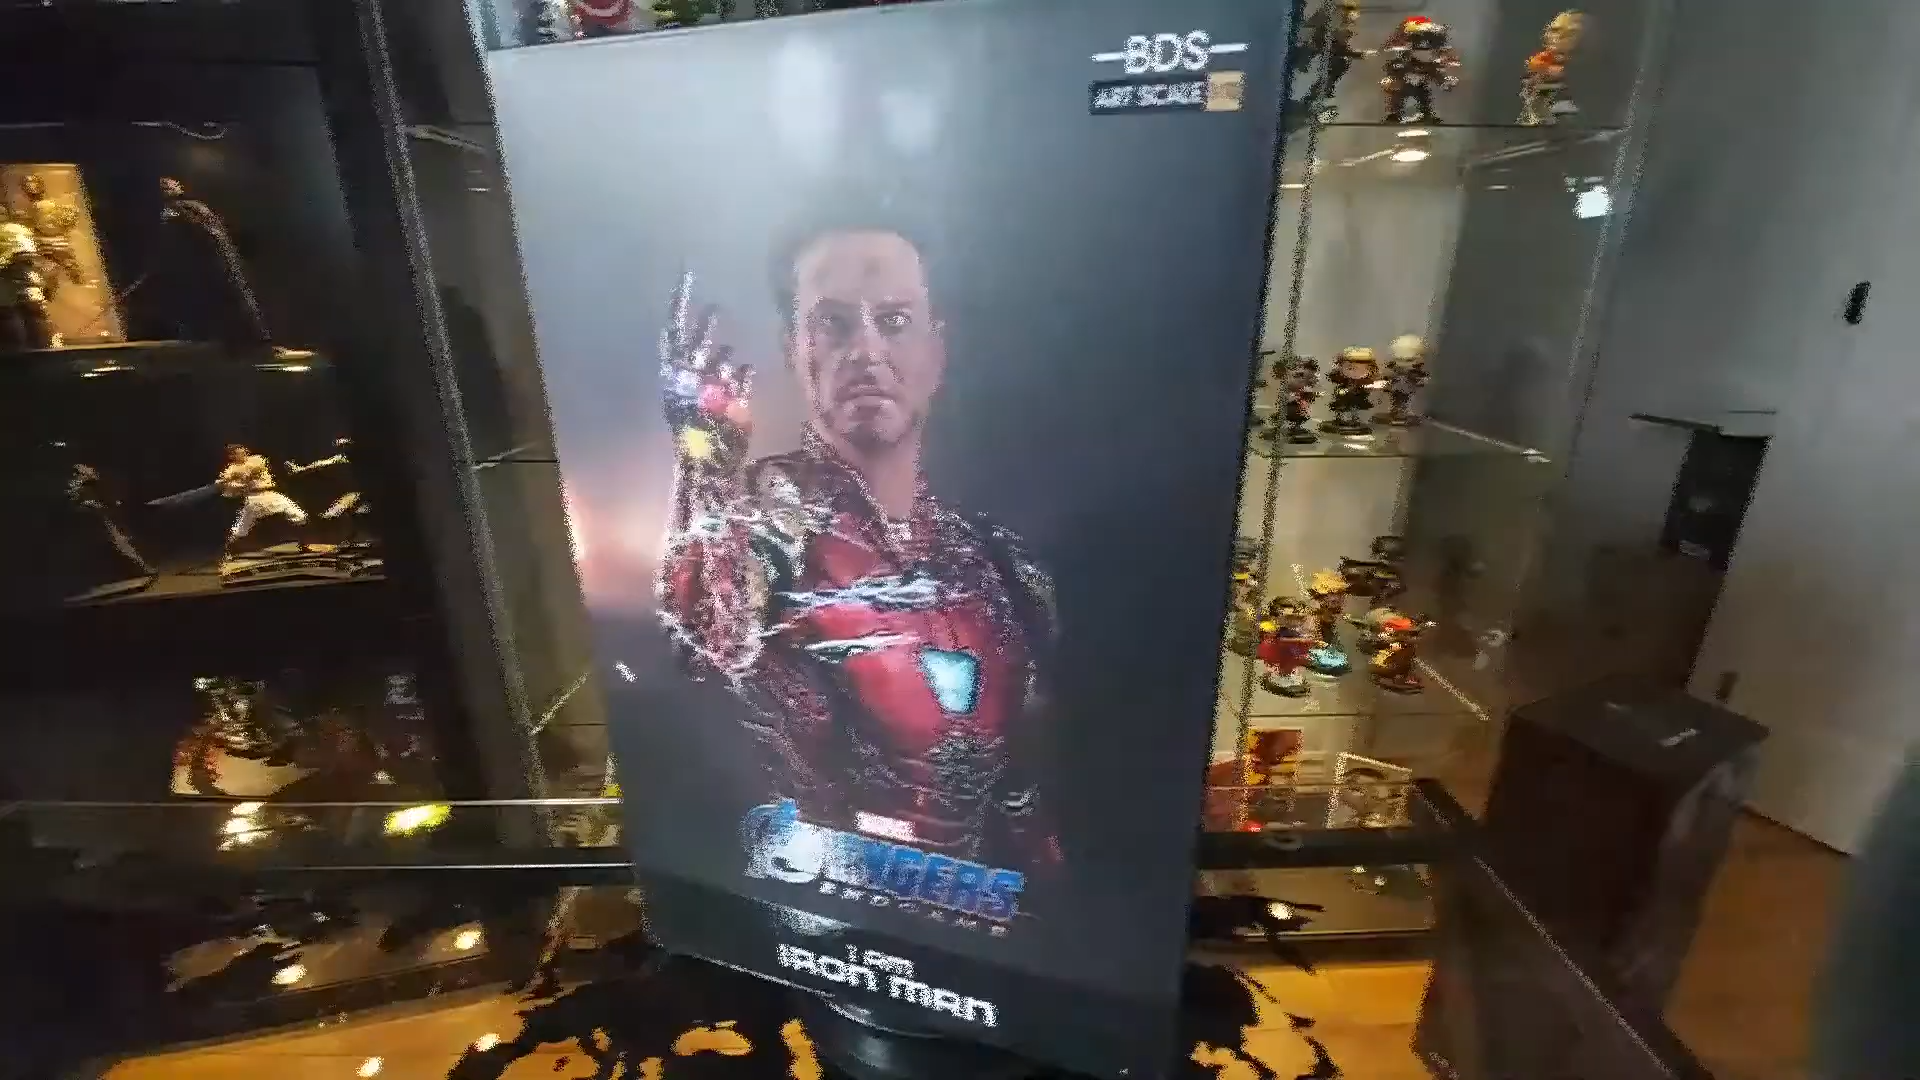 BDS
ART SCALE
AVENGERS
ENDGAME
I AM
IRON MAN